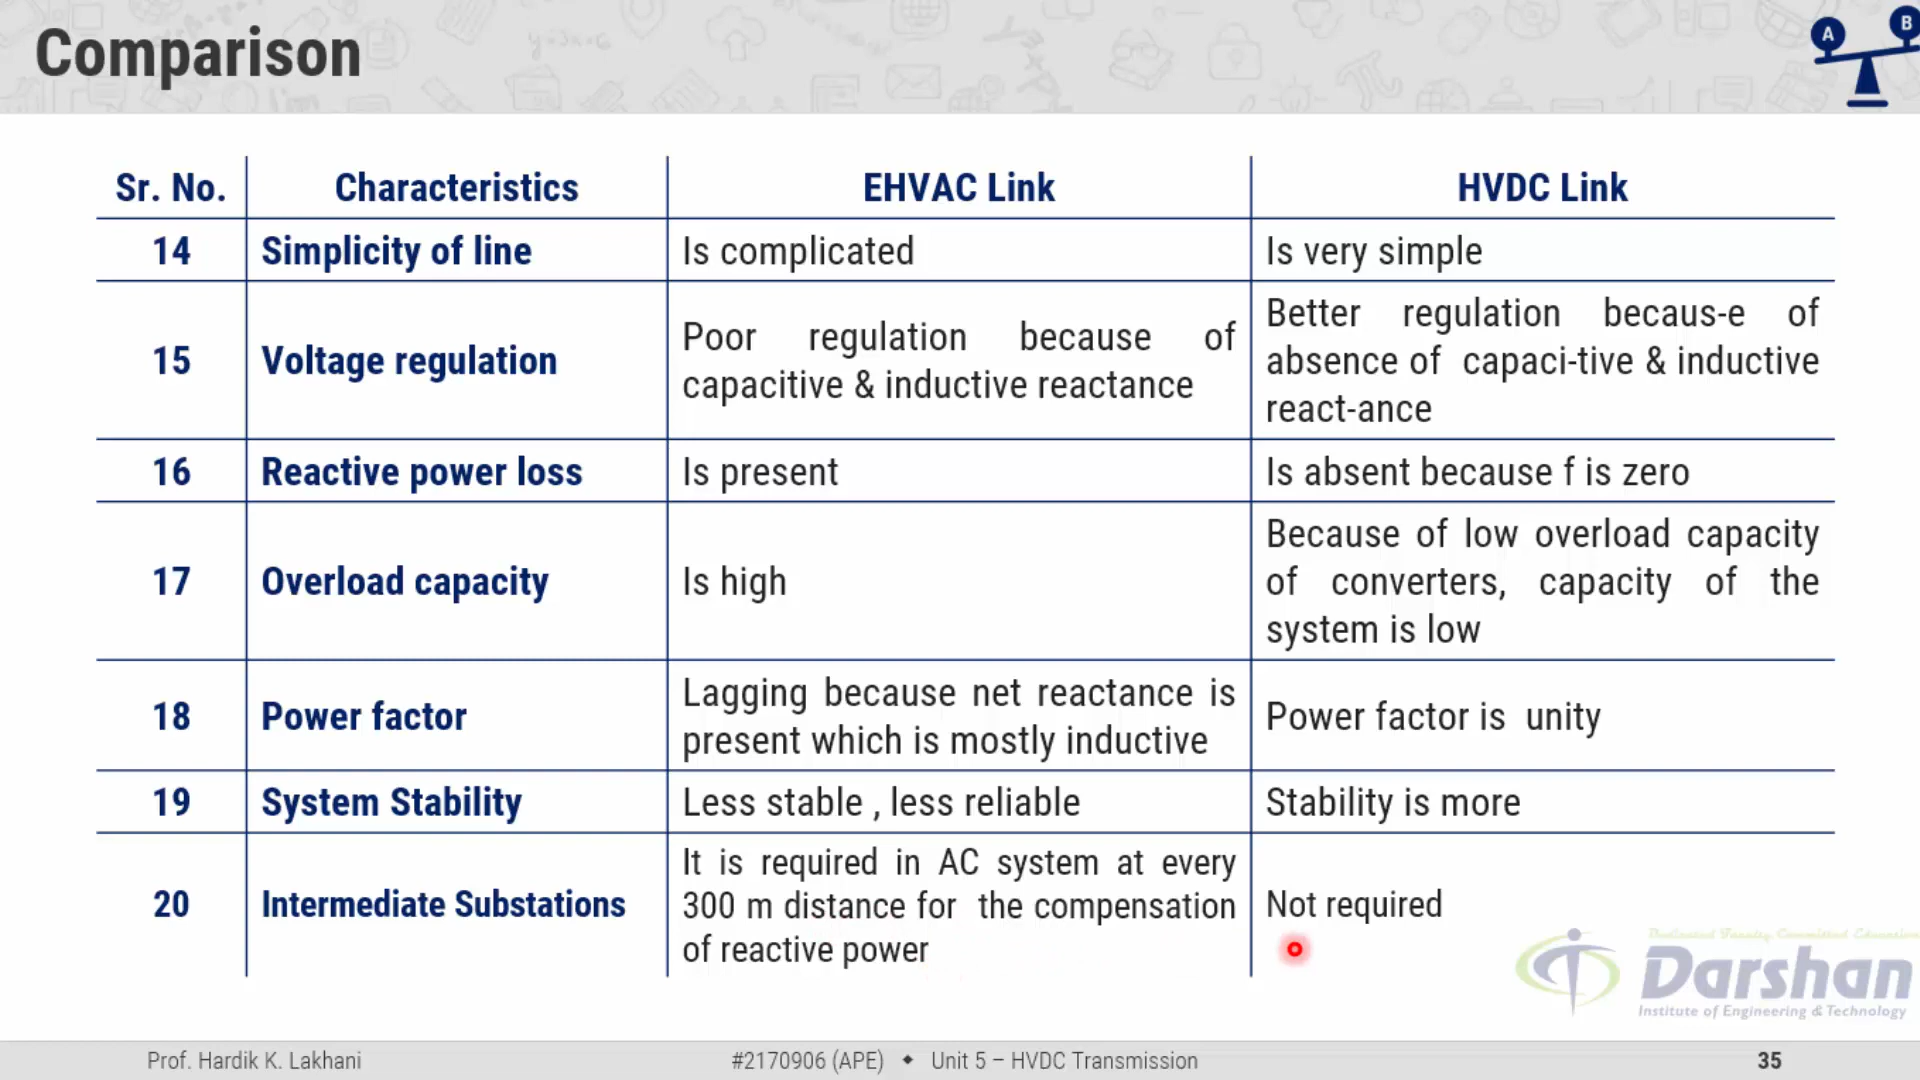 Comparison
A
B
Sr. No. Characteristics EHVAC Link HVDC Link
14 Simplicity of line Is complicated Is very simple
15 Voltage regulation
Poor regulation because of
capacitive & inductive reactance
Better regulation becaus-e of
absence of capaci-tive & inductive
react-ance
16 Reactive power loss Is present Is absent because f is zero
17 Overload capacity Is high
Because of low overload capacity
of converters, capacity of the
system is low
18 Power factor
Lagging because net reactance is
present which is mostly inductive
Power factor is unity
19 System Stability Less stable , less reliable Stability is more
20 Intermediate Substations
It is required in AC system at every
300 m distance for the compensation
of reactive power
Not required
Dedicated Faculty Committed Education
Darshan
Institute of Engineering & Technology
Prof. Hardik K. Lakhani #2170906 (APE) ◆ Unit 5 – HVDC Transmission 35